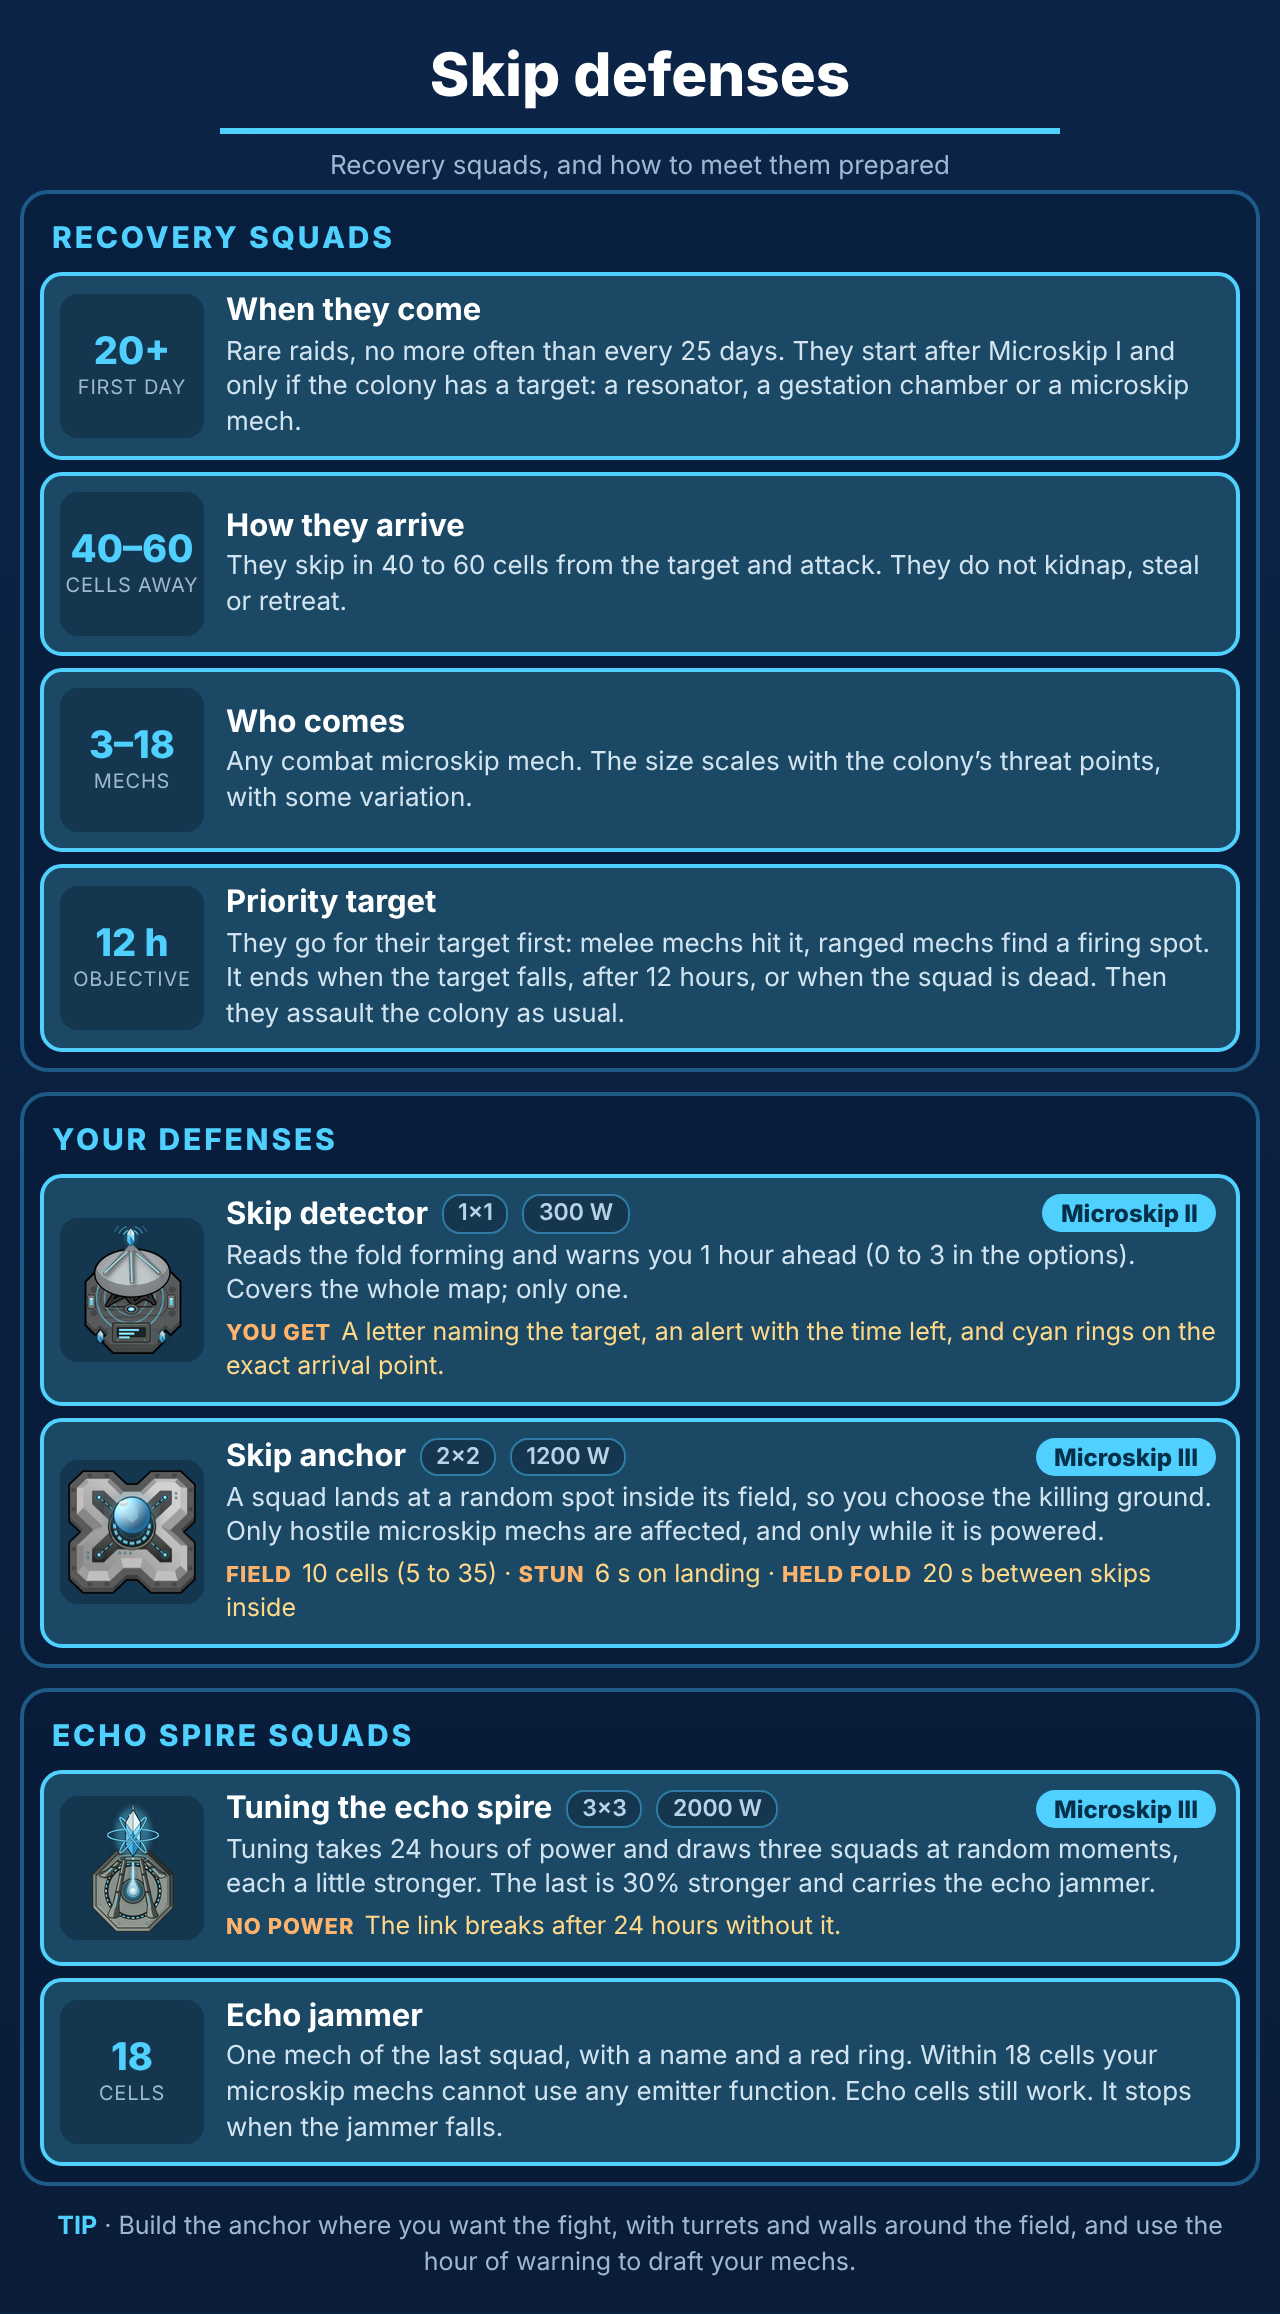 Skip defenses
Recovery squads, and how to meet them prepared
RECOVERY SQUADS
20+
FIRST DAY
When they come
Rare raids, no more often than every 25 days. They start after Microskip I and
only if the colony has a target: a resonator, a gestation chamber or a microskip
mech.
40–60
CELLS AWAY
How they arrive
They skip in 40 to 60 cells from the target and attack. They do not kidnap, steal
or retreat.
3–18
MECHS
Who comes
Any combat microskip mech. The size scales with the colony’s threat points,
with some variation.
12 h
OBJECTIVE
Priority target
They go for their target first: melee mechs hit it, ranged mechs find a firing spot.
It ends when the target falls, after 12 hours, or when the squad is dead. Then
they assault the colony as usual.
YOUR DEFENSES
Skip detector 1×1 300 W Microskip II
Reads the fold forming and warns you 1 hour ahead (0 to 3 in the options).
Covers the whole map; only one.
YOU GET A letter naming the target, an alert with the time left, and cyan rings on the
exact arrival point.
Skip anchor 2×2 1200 W Microskip III
A squad lands at a random spot inside its field, so you choose the killing ground.
Only hostile microskip mechs are affected, and only while it is powered.
FIELD 10 cells (5 to 35) · STUN 6 s on landing · HELD FOLD 20 s between skips
inside
ECHO SPIRE SQUADS
Tuning the echo spire 3×3 2000 W Microskip III
Tuning takes 24 hours of power and draws three squads at random moments,
each a little stronger. The last is 30% stronger and carries the echo jammer.
NO POWER The link breaks after 24 hours without it.
18
CELLS
Echo jammer
One mech of the last squad, with a name and a red ring. Within 18 cells your
microskip mechs cannot use any emitter function. Echo cells still work. It stops
when the jammer falls.
TIP · Build the anchor where you want the fight, with turrets and walls around the field, and use the
hour of warning to draft your mechs.